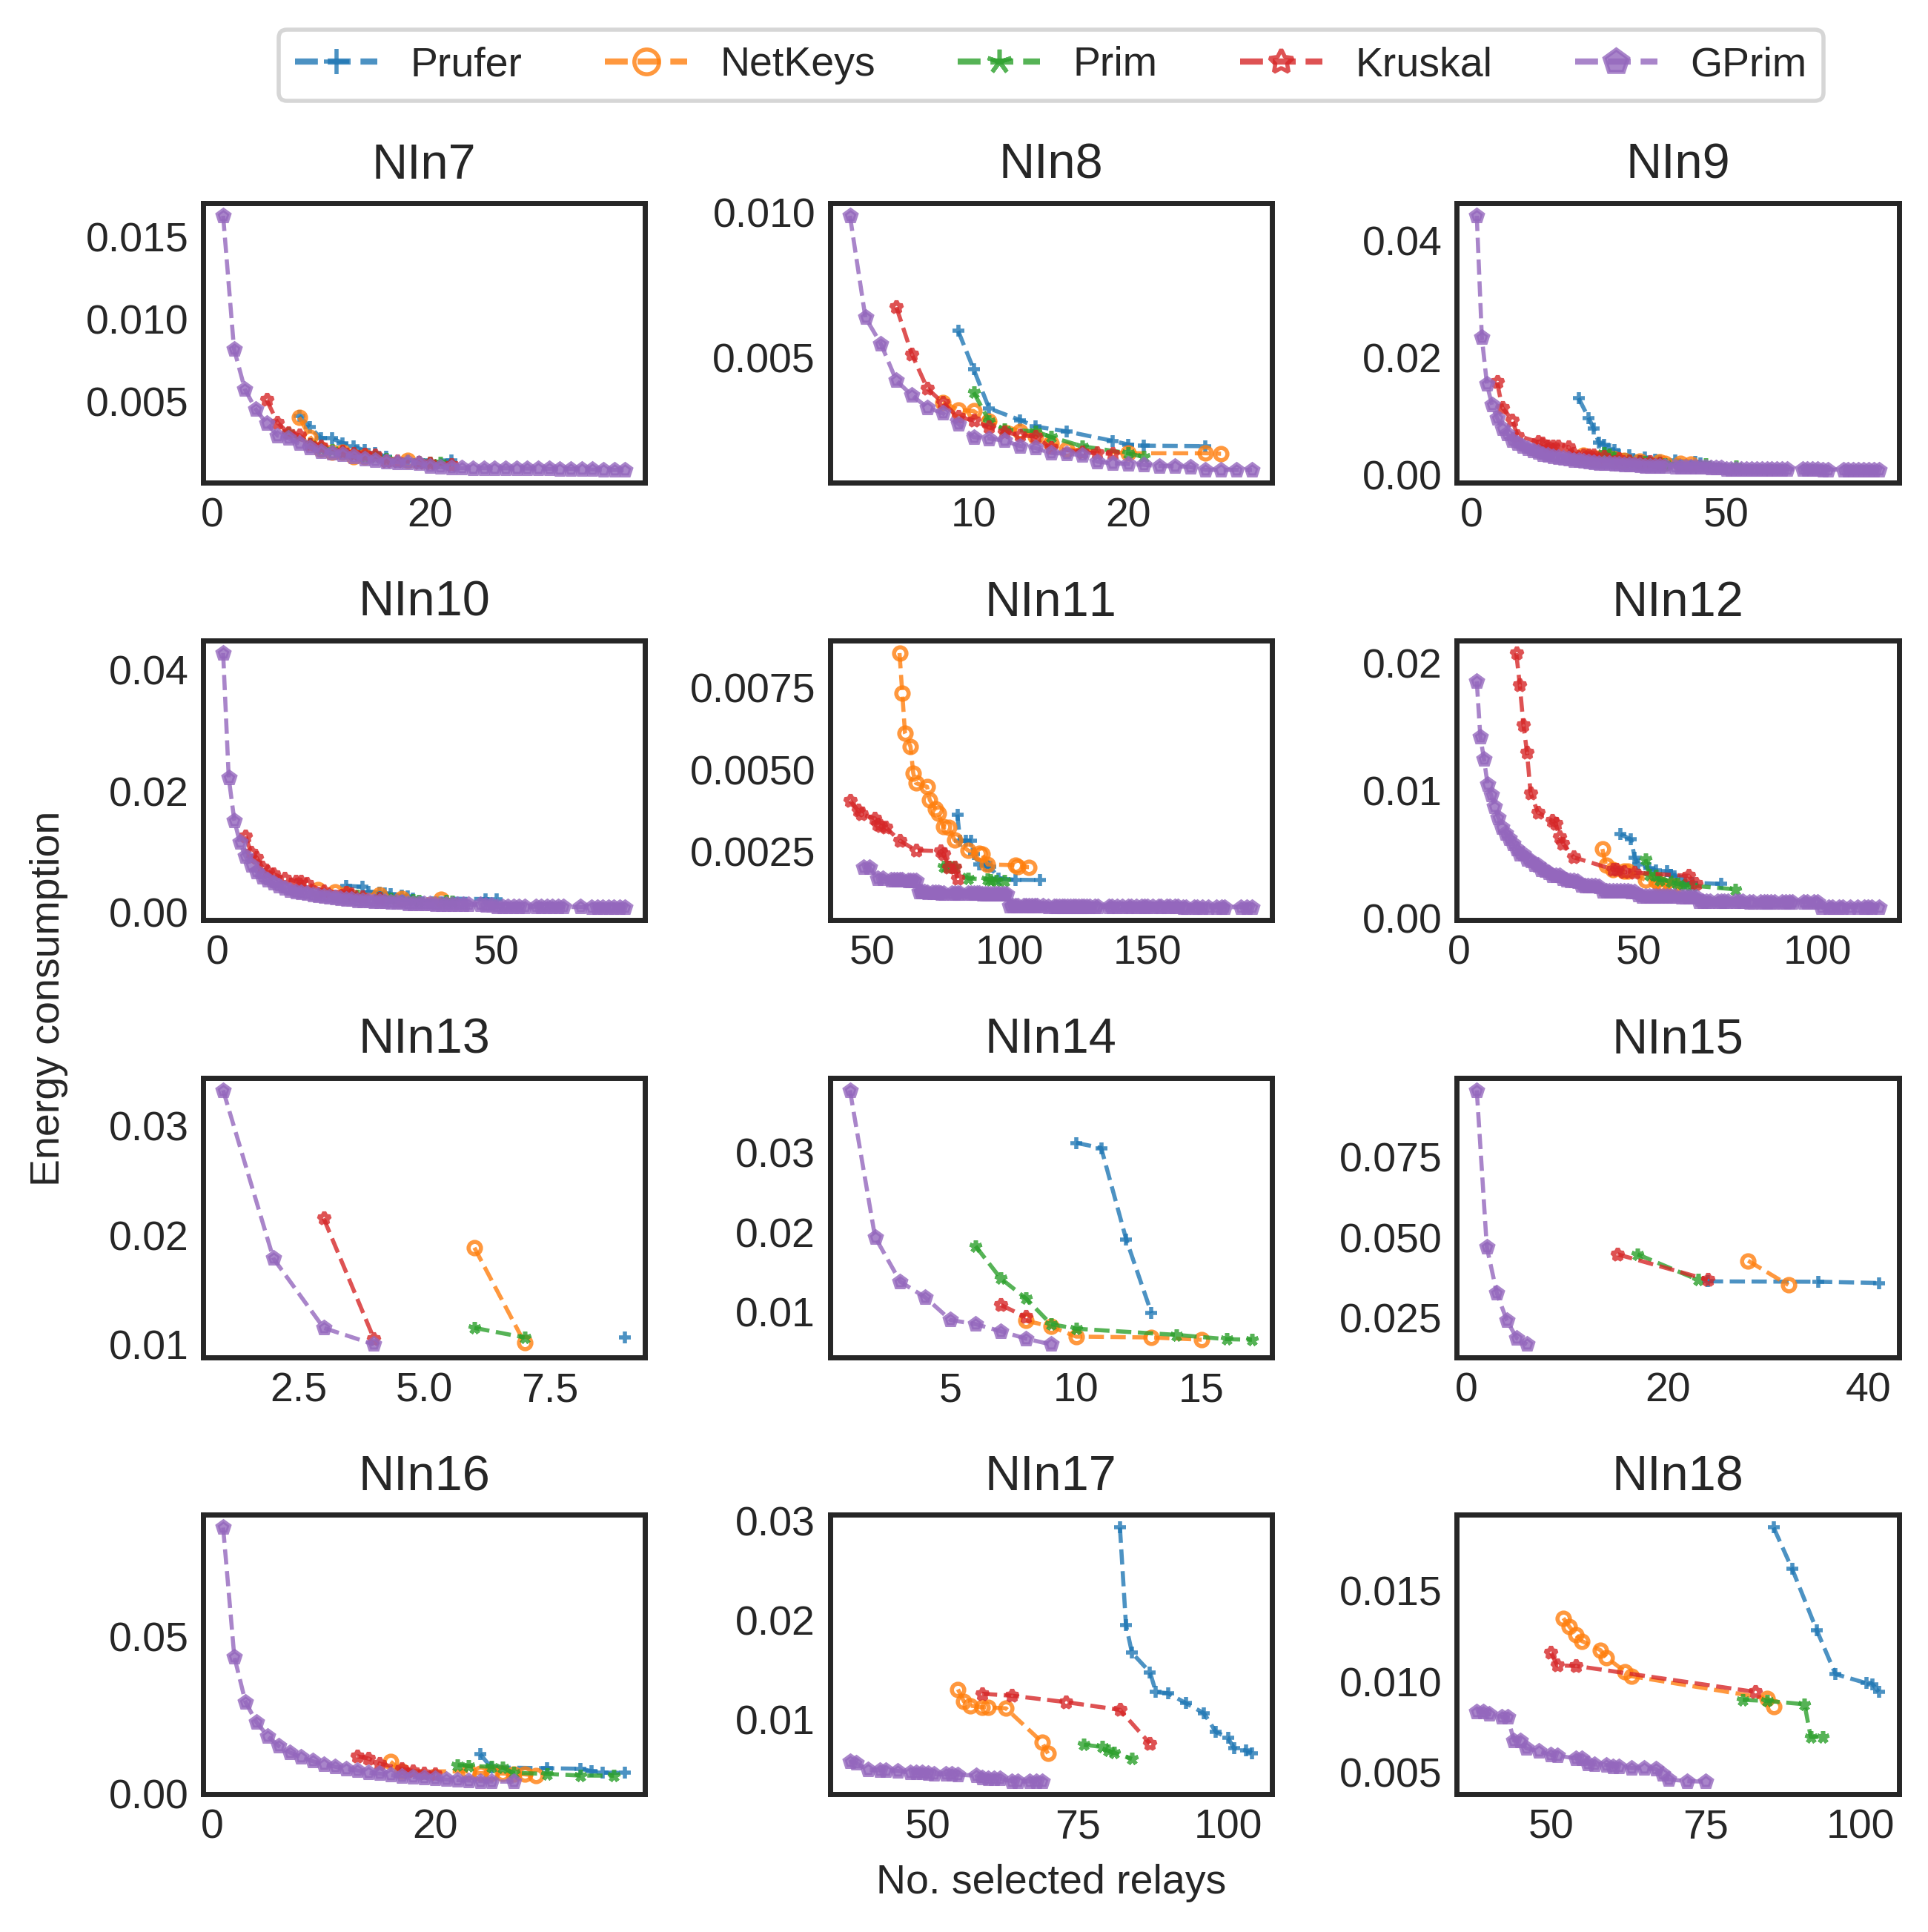 Prufer NetKeys Prim Kruskal GPrim
NIn7 NIn8 NIn9
0.015 0.010 0.04
0.010 0.005 0.02
0.005 0.00
0 20 10 20 0 50
NIn10 NIn11 NIn12
0.04 0.0075 0.02
0.02 0.0050 0.01
0.00 0.0025 0.00
0 50 50 100 150 0 50 100
Energy consumption
NIn13 NIn14 NIn15
0.03 0.03 0.075
0.02 0.02 0.050
0.01 0.01 0.025
2.5 5.0 7.5 5 10 15 0 20 40
NIn16 NIn17 NIn18
0.05 0.03 0.015
0.00 0.02 0.010
0.01 0.005
0 20 50 75 100 50 75 100
No. selected relays